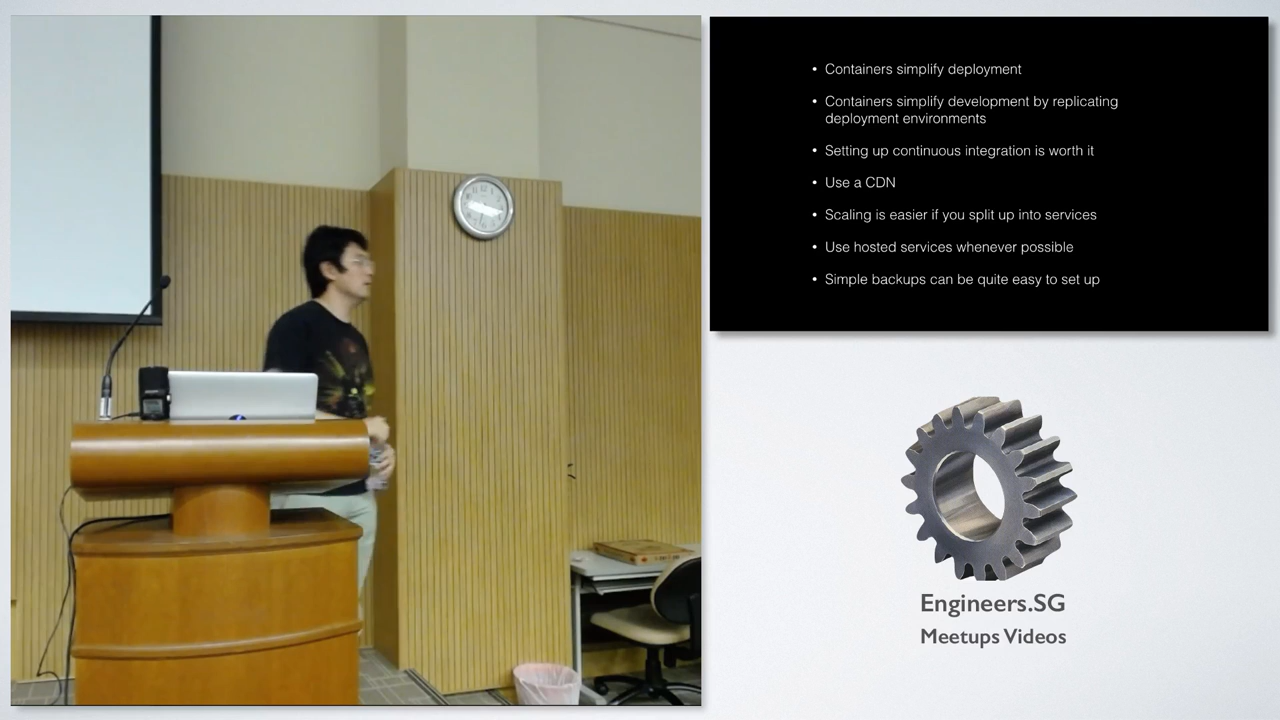 • Containers simplify deployment
• Containers simplify development by replicating
deployment environments
• Setting up continuous integration is worth it
• Use a CDN
• Scaling is easier if you split up into services
• Use hosted services whenever possible
• Simple backups can be quite easy to set up
Engineers.SG
Meetups Videos